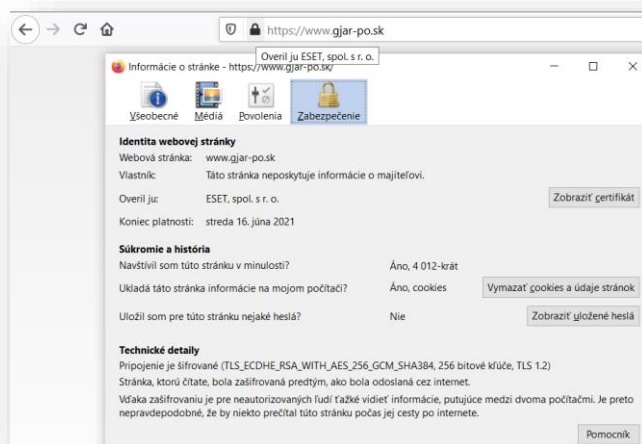 https://www.gjar-po.sk
Overil ju ESET, spol. s r. o.
Informácie o stránke - https://www.gjar-po.sk/
Všeobecné Médiá Povolenia Zabezpečenie
Identita webovej stránky
Webová stránka: www.gjar-po.sk
Vlastník: Táto stránka neposkytuje informácie o majiteľovi.
Overil ju: ESET, spol. s r. o. Zobraziť certifikát
Koniec platnosti: streda 16. júna 2021
Súkromie a história
Navštívil som túto stránku v minulosti? Áno, 4 012-krát
Ukladá táto stránka informácie na mojom počítači? Áno, cookies Vymazať cookies a údaje stránok
Uložil som pre túto stránku nejaké heslá? Nie Zobraziť uložené heslá
Technické detaily
Pripojenie je šifrované (TLS_ECDHE_RSA_WITH_AES_256_GCM_SHA384, 256 bitové kľúče, TLS 1.2)
Stránka, ktorú čítate, bola zašifrovaná predtým, ako bola odoslaná cez internet.
Vďaka zašifrovaniu je pre neautorizovaných ľudí ťažké vidieť informácie, putujúce medzi dvoma počítačmi. Je preto
nepravdepodobné, že by niekto prečítal túto stránku počas jej cesty po internete.
Pomocník